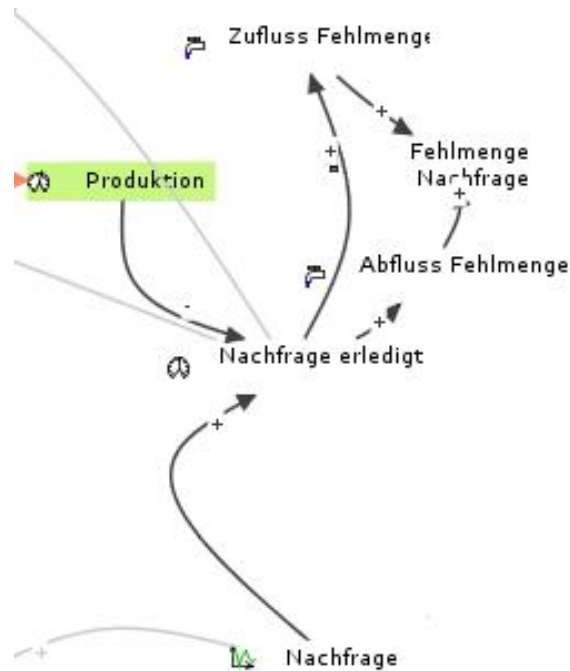 Zufluss Fehlmenge
+
+
Fehlmenge
Nachfrage
+
Produktion
Abfluss Fehlmenge
-
+
Nachfrage erledigt
+
+
Nachfrage